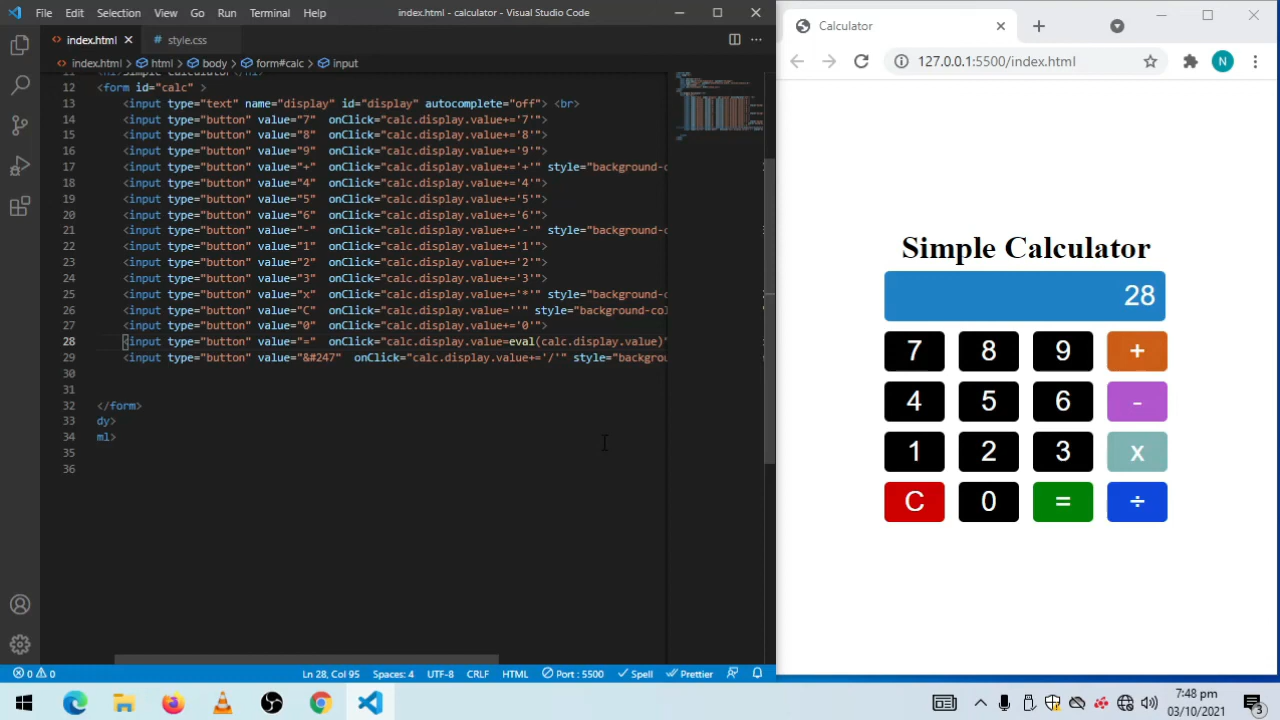 File Edit Selection View Go Run Terminal Help index.html - calculator - Visual Studio Code
index.html style.css
index.html > html > body > form#calc > input
11 <h1>Simple Calculator</h1>
12 <form id="calc" >
13 <input type="text" name="display" id="display" autocomplete="off"> <br>
14 <input type="button" value="7" onClick="calc.display.value+='7'">
15 <input type="button" value="8" onClick="calc.display.value+='8'">
16 <input type="button" value="9" onClick="calc.display.value+='9'">
17 <input type="button" value="+" onClick="calc.display.value+='+'" style="background-c
18 <input type="button" value="4" onClick="calc.display.value+='4'">
19 <input type="button" value="5" onClick="calc.display.value+='5'">
20 <input type="button" value="6" onClick="calc.display.value+='6'">
21 <input type="button" value="-" onClick="calc.display.value+='-'" style="background-c
22 <input type="button" value="1" onClick="calc.display.value+='1'">
23 <input type="button" value="2" onClick="calc.display.value+='2'">
24 <input type="button" value="3" onClick="calc.display.value+='3'">
25 <input type="button" value="x" onClick="calc.display.value+='*'" style="background-c
26 <input type="button" value="C" onClick="calc.display.value=''" style="background-col
27 <input type="button" value="0" onClick="calc.display.value+='0'">
28 <input type="button" value="=" onClick="calc.display.value=eval(calc.display.value)"
29 <input type="button" value="&#247" onClick="calc.display.value+='/'" style="backgrou
30
31
32 </form>
33 dy>
34 ml>
35
36
0 0 Ln 28, Col 95 Spaces: 4 UTF-8 CRLF HTML Port : 5500 Spell Prettier
Calculator
127.0.0.1:5500/index.html N
Simple Calculator
28
7 8 9 +
4 5 6 -
1 2 3 x
C 0 = ÷
7:48 pm
03/10/2021
3